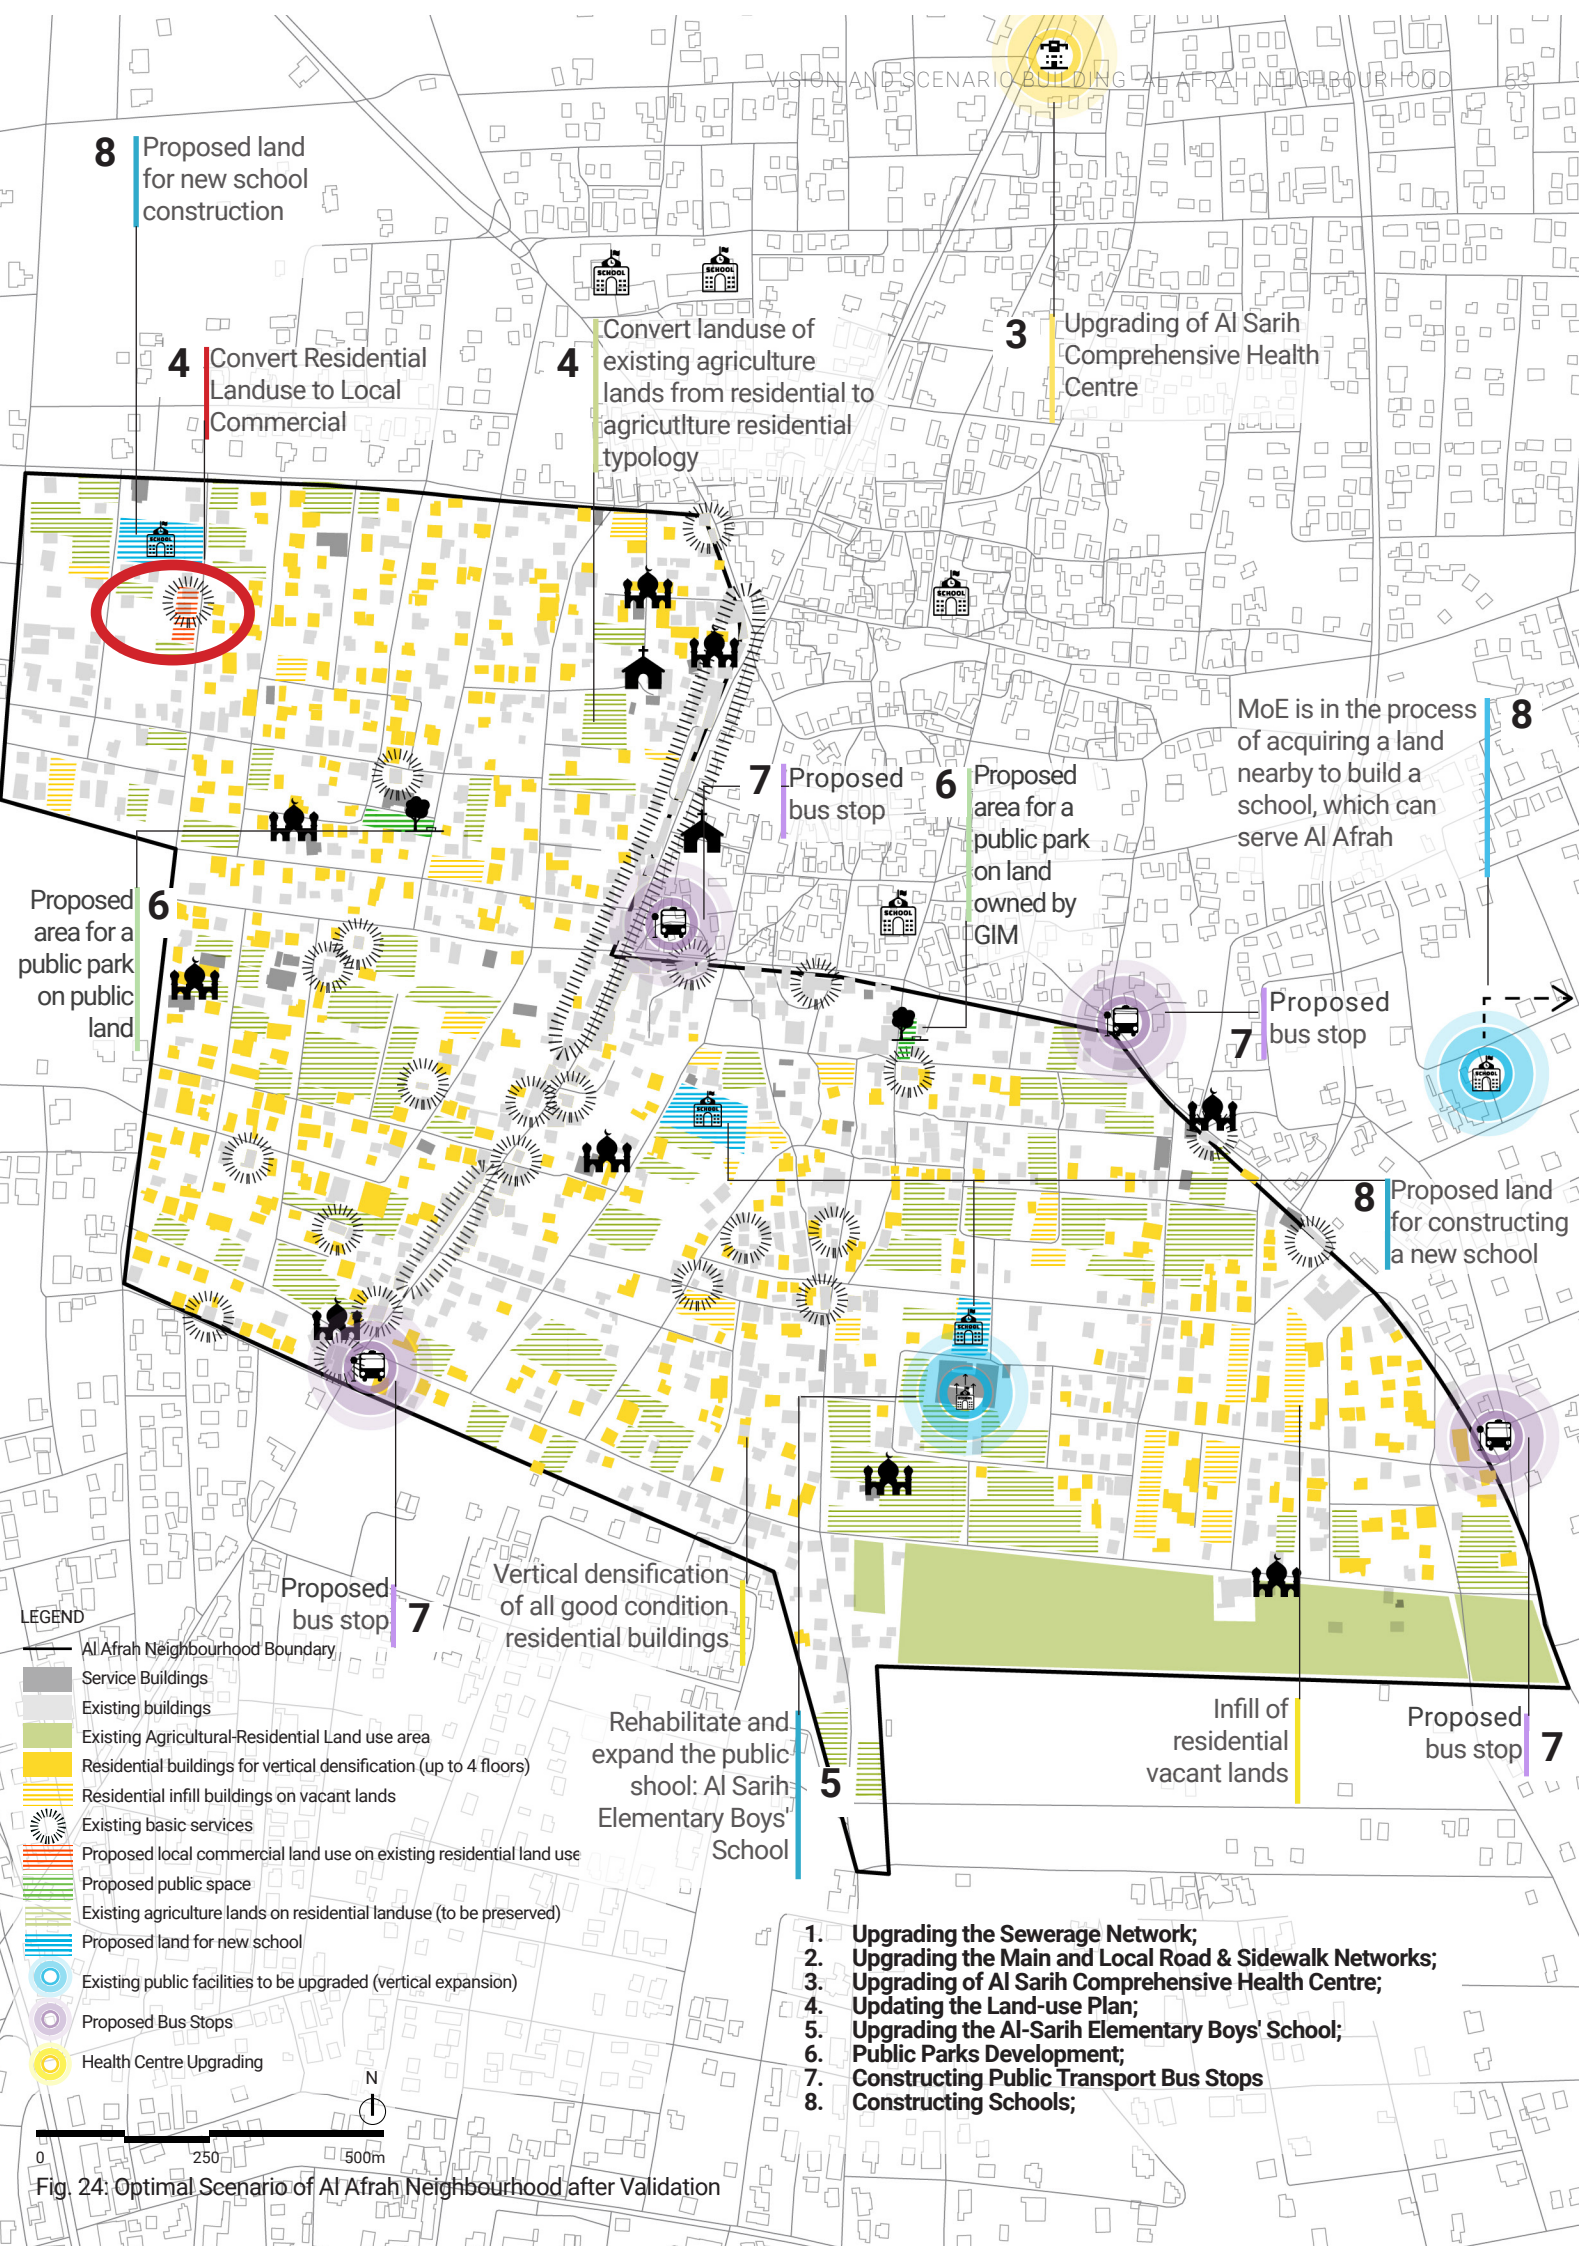 VISION AND SCENARIO BUILDING - AL AFRAH NEIGHBOURHOOD 63
8 Proposed land
for new school
construction
4 Convert Residential
Landuse to Local
Commercial
4 Convert landuse of
existing agriculture
lands from residential to
agricutlture residential
typology
3 Upgrading of Al Sarih
Comprehensive Health
Centre
SCHOOL
SCHOOL
SCHOOL
SCHOOL
MoE is in the process
of acquiring a land
nearby to build a
school, which can
serve Al Afrah
8
7 Proposed
bus stop
6 Proposed
area for a
public park
on land
owned by
GIM
SCHOOL
Proposed
area for a
public park
on public
land
6
Proposed
bus stop
7
SCHOOL
SCHOOL
8 Proposed land
for constructing
a new school
SCHOOL
Proposed
bus stop
7
Vertical densification
of all good condition
residential buildings
Rehabilitate and
expand the public
shool: Al Sarih
Elementary Boys'
School
5
Infill of
residential
vacant lands
Proposed
bus stop
7
LEGEND
Al Afrah Neighbourhood Boundary
Service Buildings
Existing buildings
Existing Agricultural-Residential Land use area
Residential buildings for vertical densification (up to 4 floors)
Residential infill buildings on vacant lands
Existing basic services
Proposed local commercial land use on existing residential land use
Proposed public space
Existing agriculture lands on residential landuse (to be preserved)
Proposed land for new school
Existing public facilities to be upgraded (vertical expansion)
Proposed Bus Stops
Health Centre Upgrading
N
0 250 500m
1. Upgrading the Sewerage Network;
2. Upgrading the Main and Local Road & Sidewalk Networks;
3. Upgrading of Al Sarih Comprehensive Health Centre;
4. Updating the Land-use Plan;
5. Upgrading the Al-Sarih Elementary Boys' School;
6. Public Parks Development;
7. Constructing Public Transport Bus Stops
8. Constructing Schools;
Fig. 24: Optimal Scenario of Al Afrah Neighbourhood after Validation